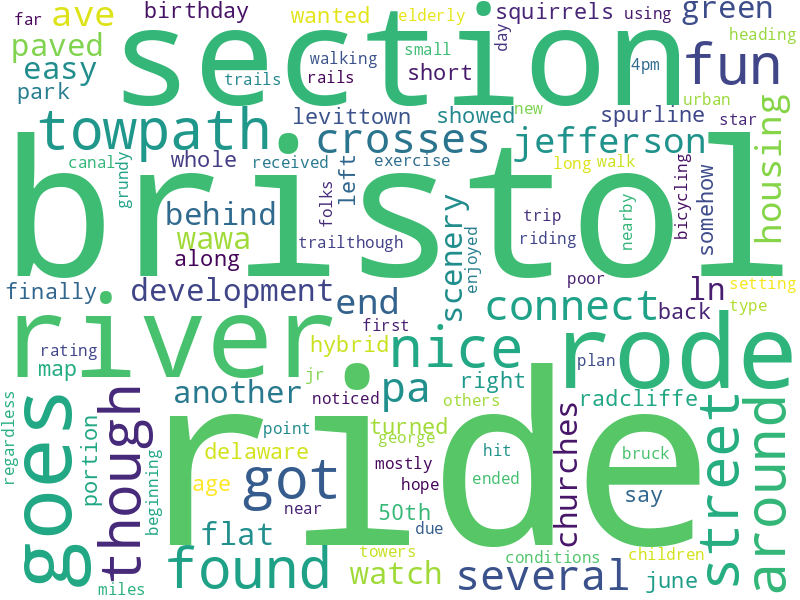 far
ave
birthday
wanted
elderly
squirrels
using
green
paved
section
day
heading
easy
trails
walking
rails
small
short
4pm
fun
park
urban
towpath
levittown
showed
new
spurline
star
housing
crosses
jefferson
canal
grundy
whole
received
left
exercise
long
walk
bicycling
somehow
bristol
behind
folks
scenery
trip
wawa
trailthough
enjoyed
riding
nearby
along
finally
development
end
poor
ln
setting
connect
back
type
river
first
rating
hybrid
nice
rode
map
jr
right
plan
goes
though
another
noticed
pa
others
radcliffe
street
around
regardless
portion
point
turned
george
churches
delaware
ride
hit
bruck
mostly
beginning
age
got
hope
ended
say
near
50th
flat
due
found
towers
conditions
children
watch
several
june
miles